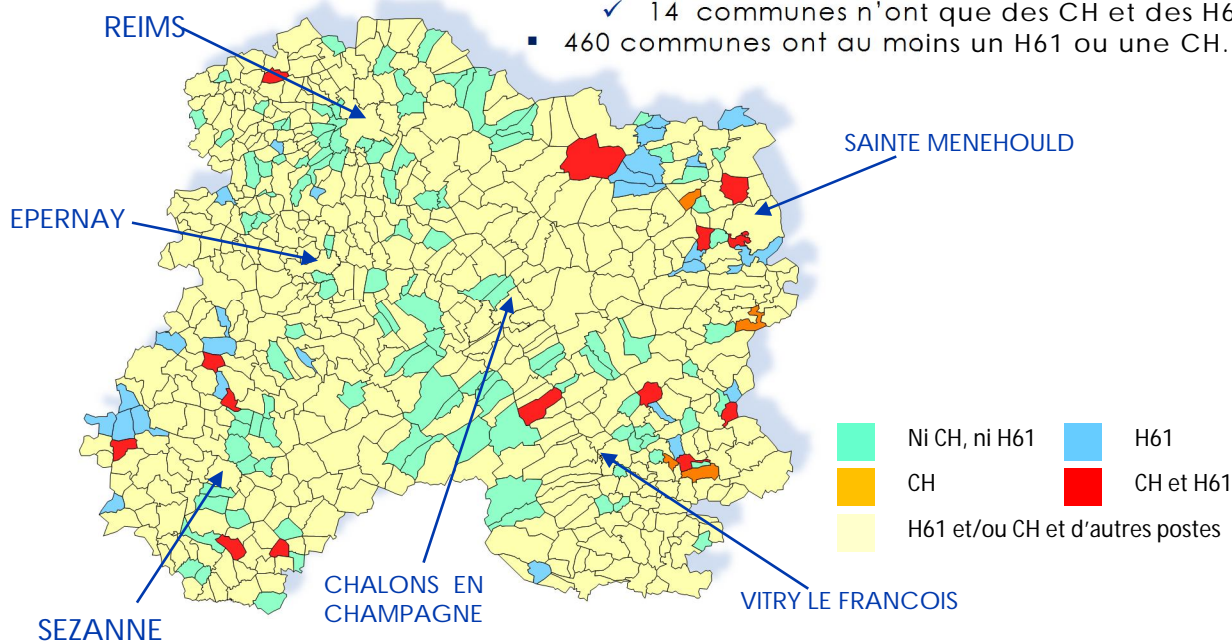 ✓ 14 communes n'ont que des CH et des H6
▪ 460 communes ont au moins un H61 ou une CH.
REIMS
SAINTE MENEHOULD
EPERNAY
Ni CH, ni H61
H61
CH
CH et H61
H61 et/ou CH et d'autres postes
CHALONS EN
CHAMPAGNE
VITRY LE FRANCOIS
SEZANNE